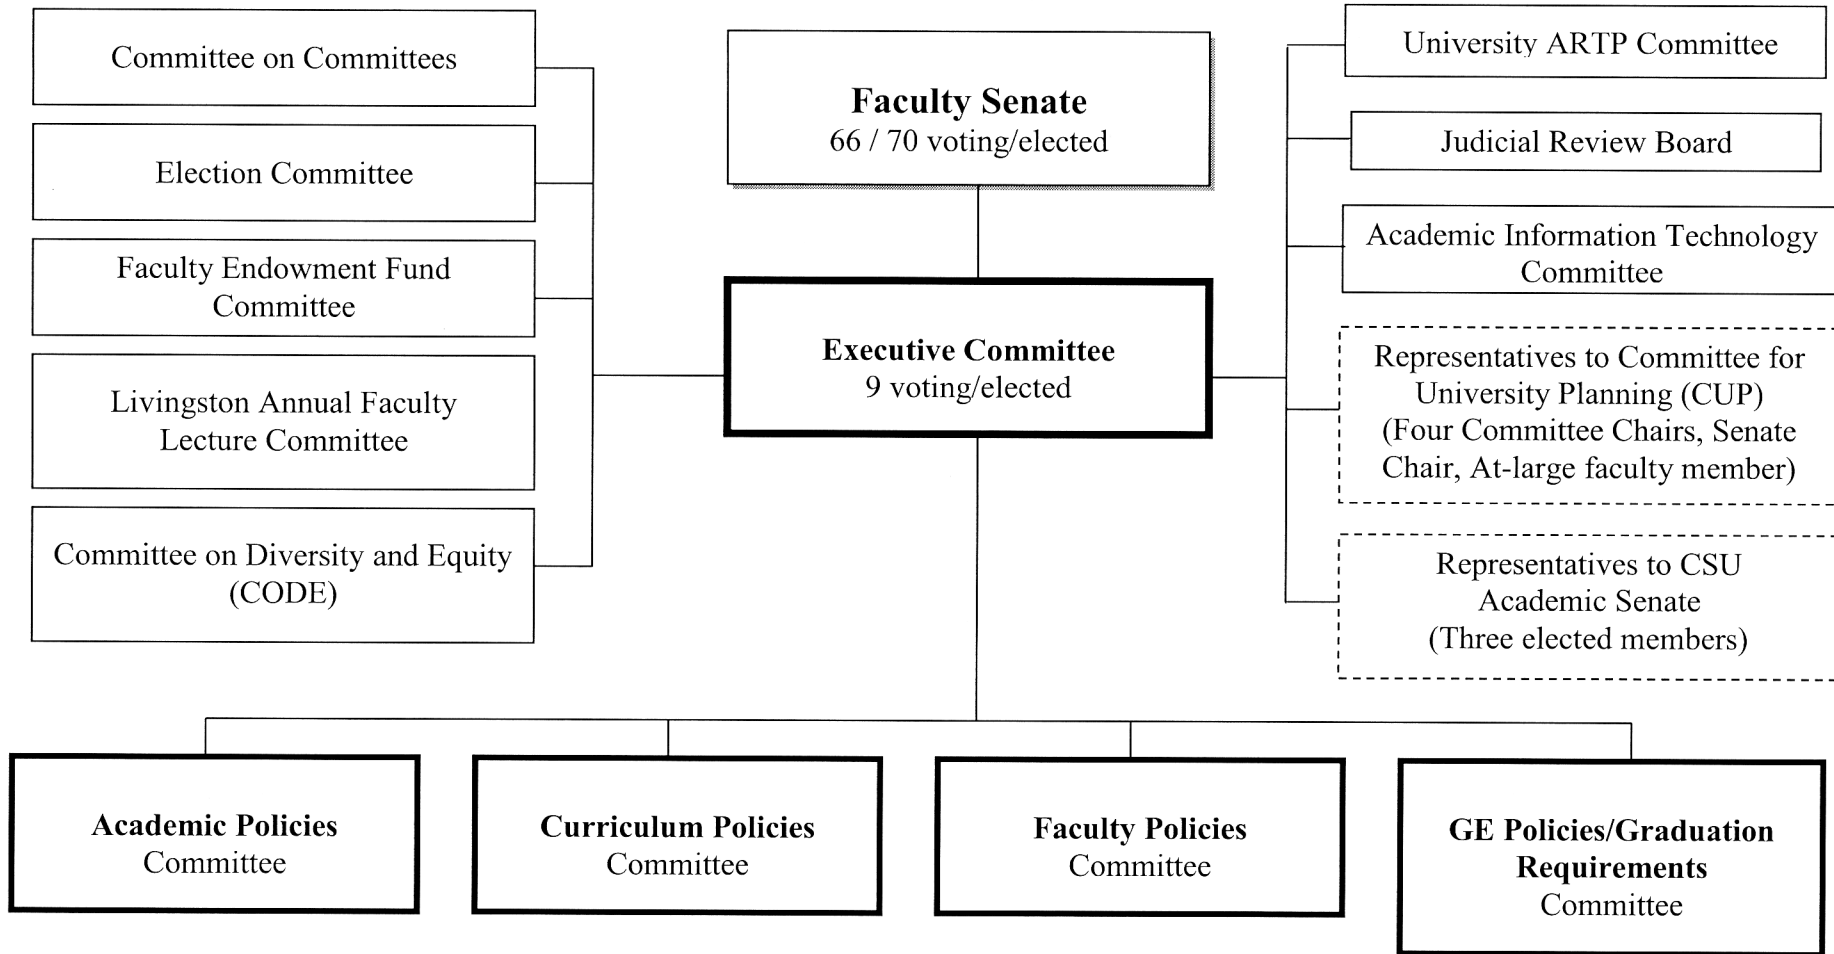 Committee on Committees
Election Committee
Faculty Endowment Fund
Committee
Livingston Annual Faculty
Lecture Committee
Committee on Diversity and Equity
(CODE)
Faculty Senate
66 / 70 voting/elected
Executive Committee
9 voting/elected
University ARTP Committee
Judicial Review Board
Academic Information Technology
Committee
Representatives to Committee for
University Planning (CUP)
(Four Committee Chairs, Senate
Chair, At-large faculty member)
Representatives to CSU
Academic Senate
(Three elected members)
Academic Policies
Committee
Curriculum Policies
Committee
Faculty Policies
Committee
GE Policies/Graduation
Requirements
Committee